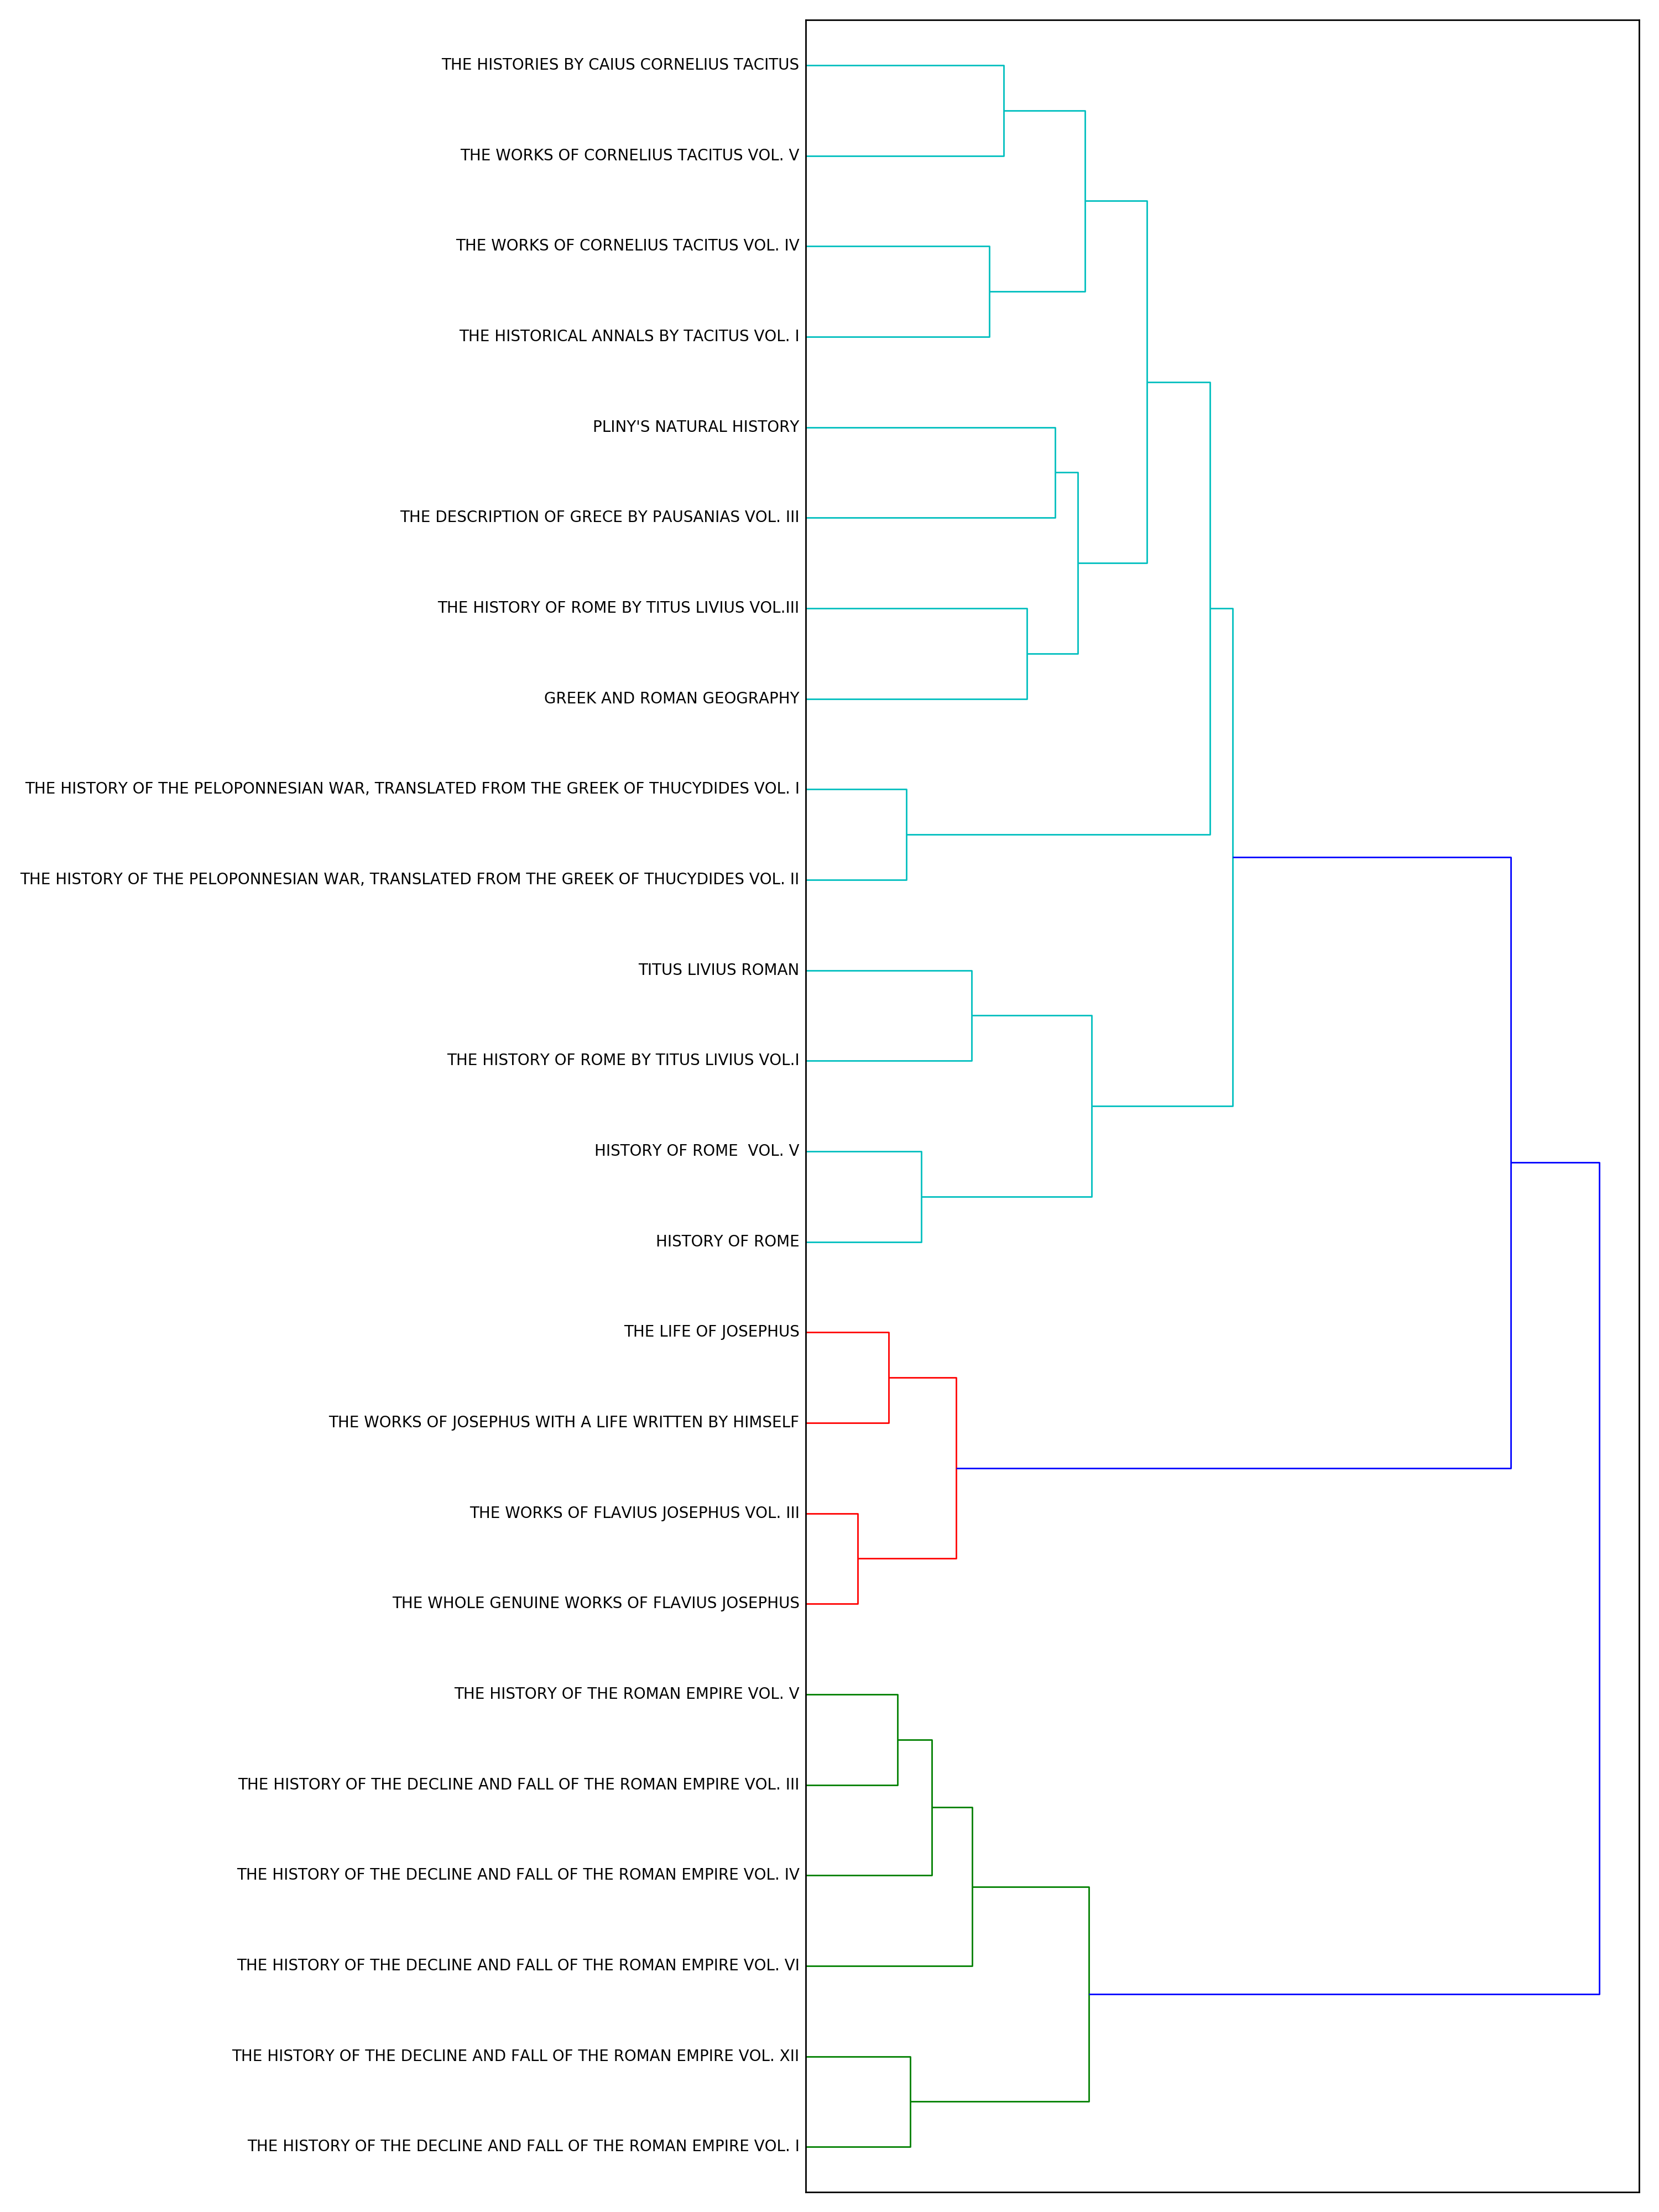 THE HISTORIES BY CAIUS CORNELIUS TACITUS
THE WORKS OF CORNELIUS TACITUS VOL. V
THE WORKS OF CORNELIUS TACITUS VOL. IV
THE HISTORICAL ANNALS BY TACITUS VOL. I
PLINY'S NATURAL HISTORY
THE DESCRIPTION OF GRECE BY PAUSANIAS VOL. III
THE HISTORY OF ROME BY TITUS LIVIUS VOL.III
GREEK AND ROMAN GEOGRAPHY
THE HISTORY OF THE PELOPONNESIAN WAR, TRANSLATED FROM THE GREEK OF THUCYDIDES VOL. I
THE HISTORY OF THE PELOPONNESIAN WAR, TRANSLATED FROM THE GREEK OF THUCYDIDES VOL. II
TITUS LIVIUS ROMAN
THE HISTORY OF ROME BY TITUS LIVIUS VOL.I
HISTORY OF ROME  VOL. V
HISTORY OF ROME
THE LIFE OF JOSEPHUS
THE WORKS OF JOSEPHUS WITH A LIFE WRITTEN BY HIMSELF
THE WORKS OF FLAVIUS JOSEPHUS VOL. III
THE WHOLE GENUINE WORKS OF FLAVIUS JOSEPHUS
THE HISTORY OF THE ROMAN EMPIRE VOL. V
THE HISTORY OF THE DECLINE AND FALL OF THE ROMAN EMPIRE VOL. III
THE HISTORY OF THE DECLINE AND FALL OF THE ROMAN EMPIRE VOL. IV
THE HISTORY OF THE DECLINE AND FALL OF THE ROMAN EMPIRE VOL. VI
THE HISTORY OF THE DECLINE AND FALL OF THE ROMAN EMPIRE VOL. XII
THE HISTORY OF THE DECLINE AND FALL OF THE ROMAN EMPIRE VOL. I